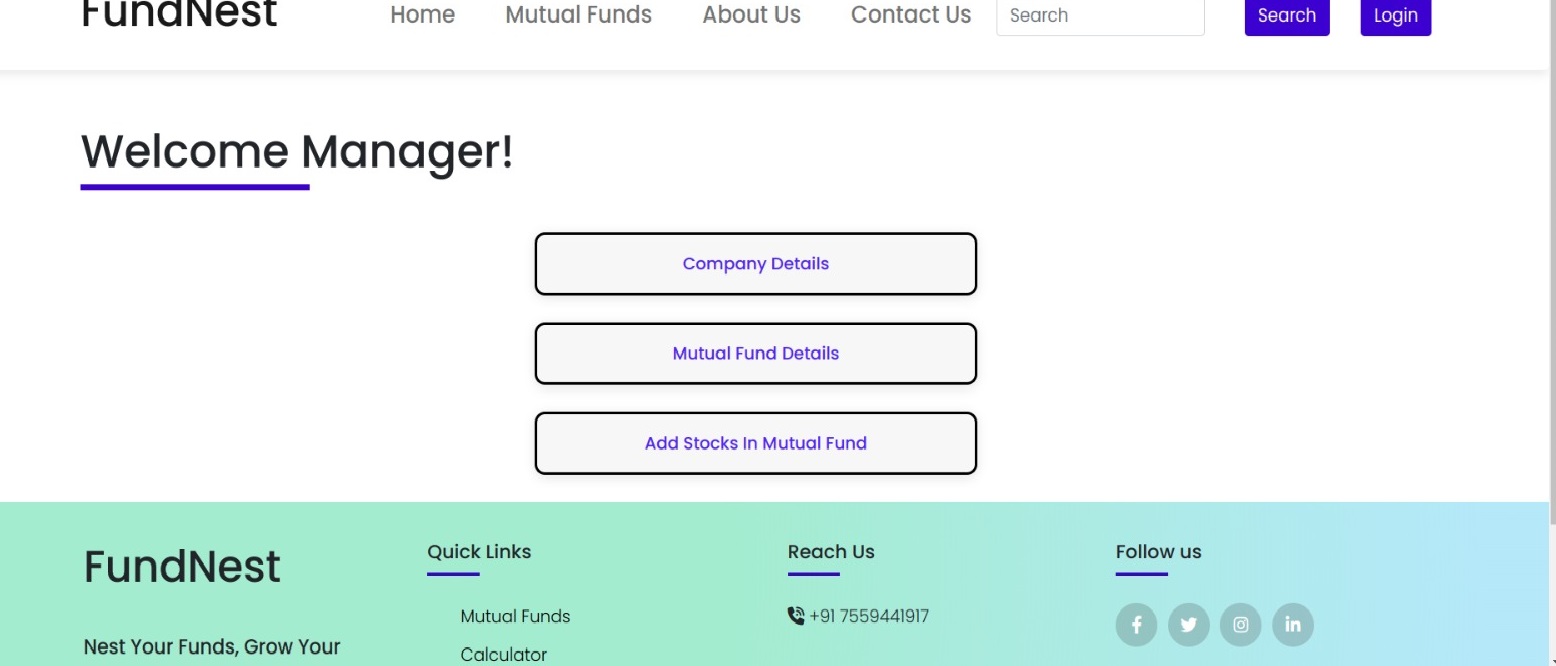 FundNest
Home Mutual Funds About Us Contact Us Search Search Login
Welcome Manager!
Company Details
Mutual Fund Details
Add Stocks In Mutual Fund
FundNest
Nest Your Funds, Grow Your
Quick Links
Mutual Funds
Calculator
Reach Us
+91 7559441917
Follow us